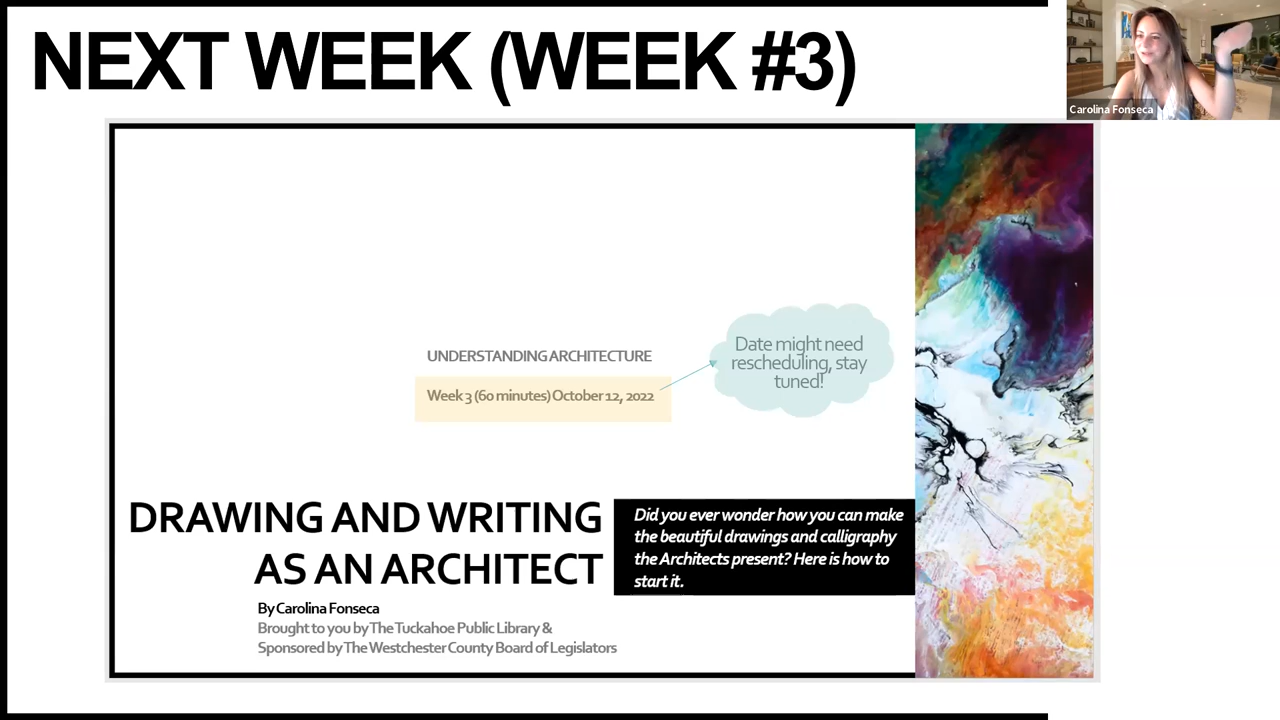 NEXT WEEK (WEEK #3)
Carolina Fonseca
UNDERSTANDING ARCHITECTURE
Week 3 (60 minutes) October 12, 2022
Date might need
rescheduling, stay
tuned!
DRAWING AND WRITING
AS AN ARCHITECT
Did you ever wonder how you can make
the beautiful drawings and calligraphy
the Architects present? Here is how to
start it.
By Carolina Fonseca
Brought to you by The Tuckahoe Public Library &
Sponsored by The Westchester County Board of Legislators